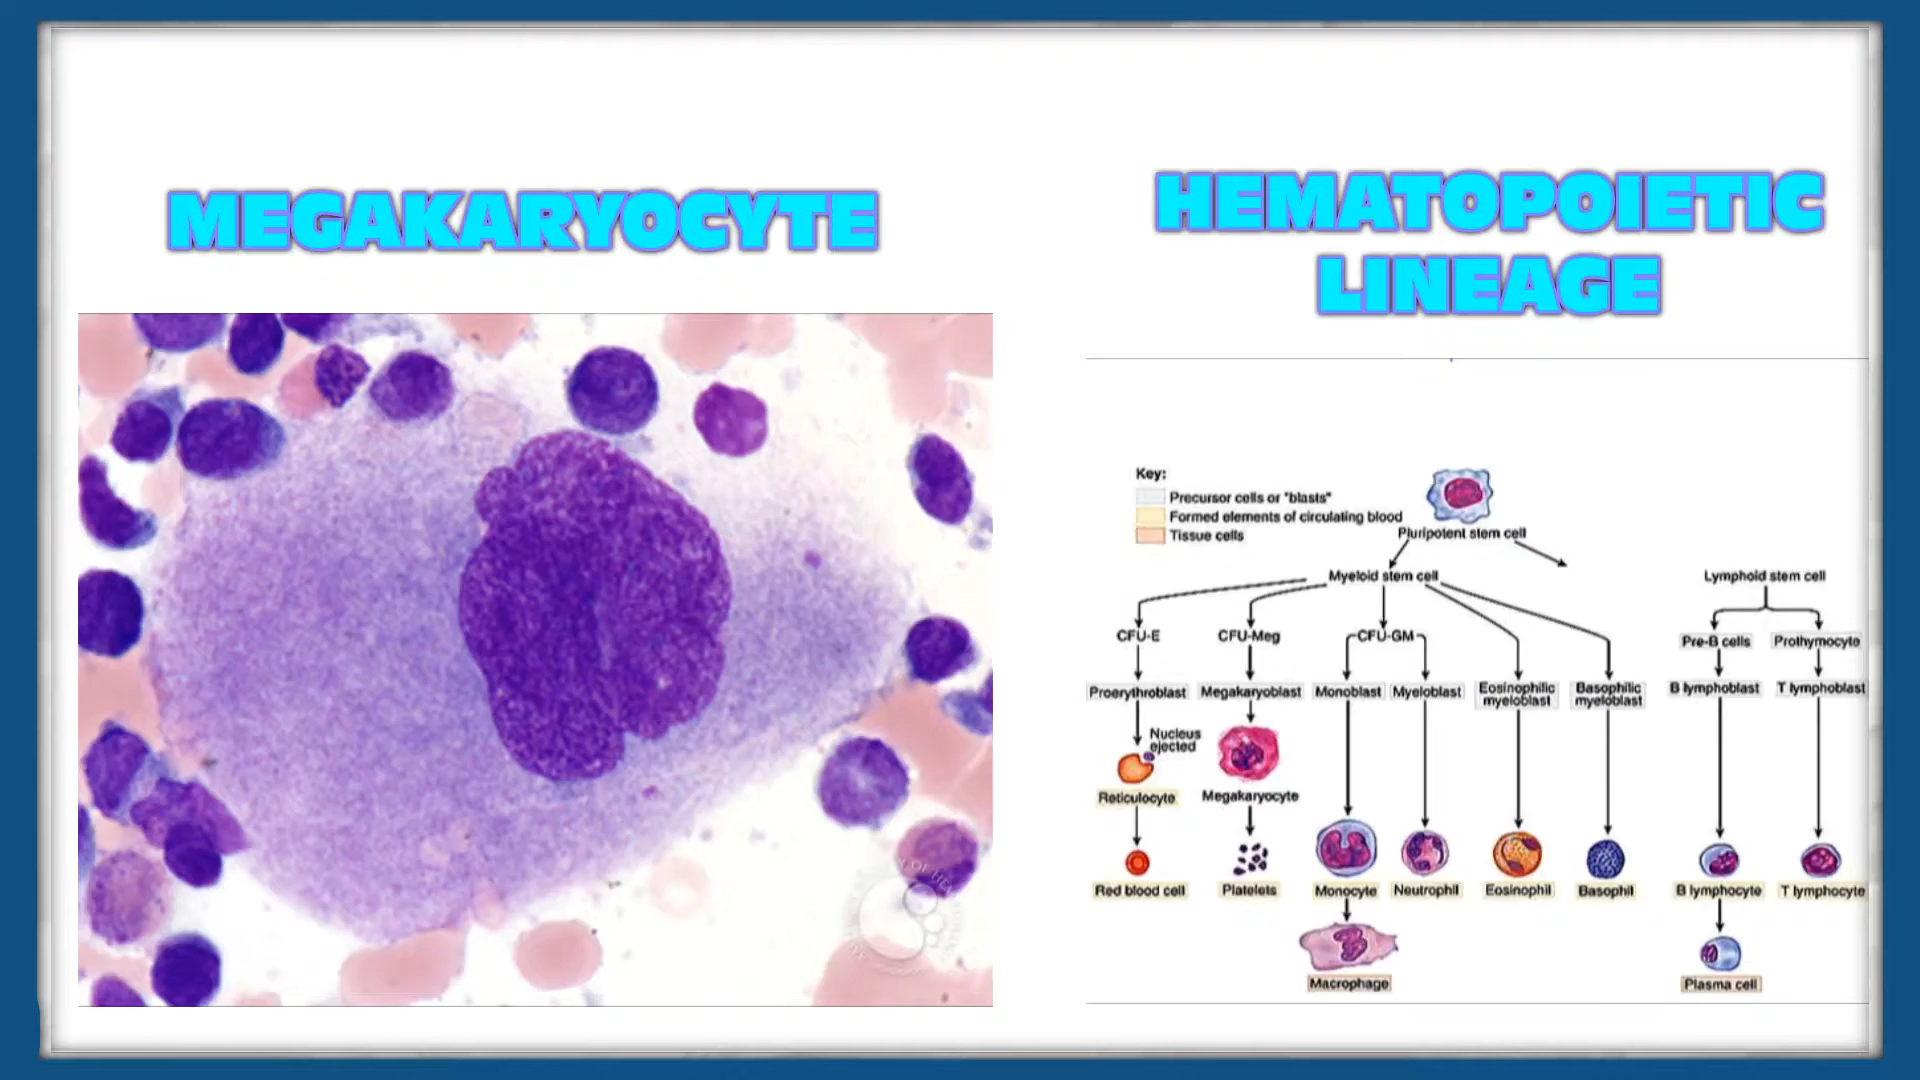 MEGAKARYOCYTE
HEMATOPOIETIC
LINEAGE
Key:
Precursor cells or "blasts"
Formed elements of circulating blood
Tissue cells
Pluripotent stem cell
Myeloid stem cell
Lymphoid stem cell
CFU-E
CFU-Meg
CFU-GM
Pre-B cells
Prothymocyte
Proerythroblast
Megakaryoblast
Monoblast
Myeloblast
Eosinophilic
myeloblast
Basophilic
myeloblast
B lymphoblast
T lymphoblast
Nucleus
ejected
Reticulocyte
Megakaryocyte
Red blood cell
Platelets
Monocyte
Neutrophil
Eosinophil
Basophil
B lymphocyte
T lymphocyte
Macrophage
Plasma cell